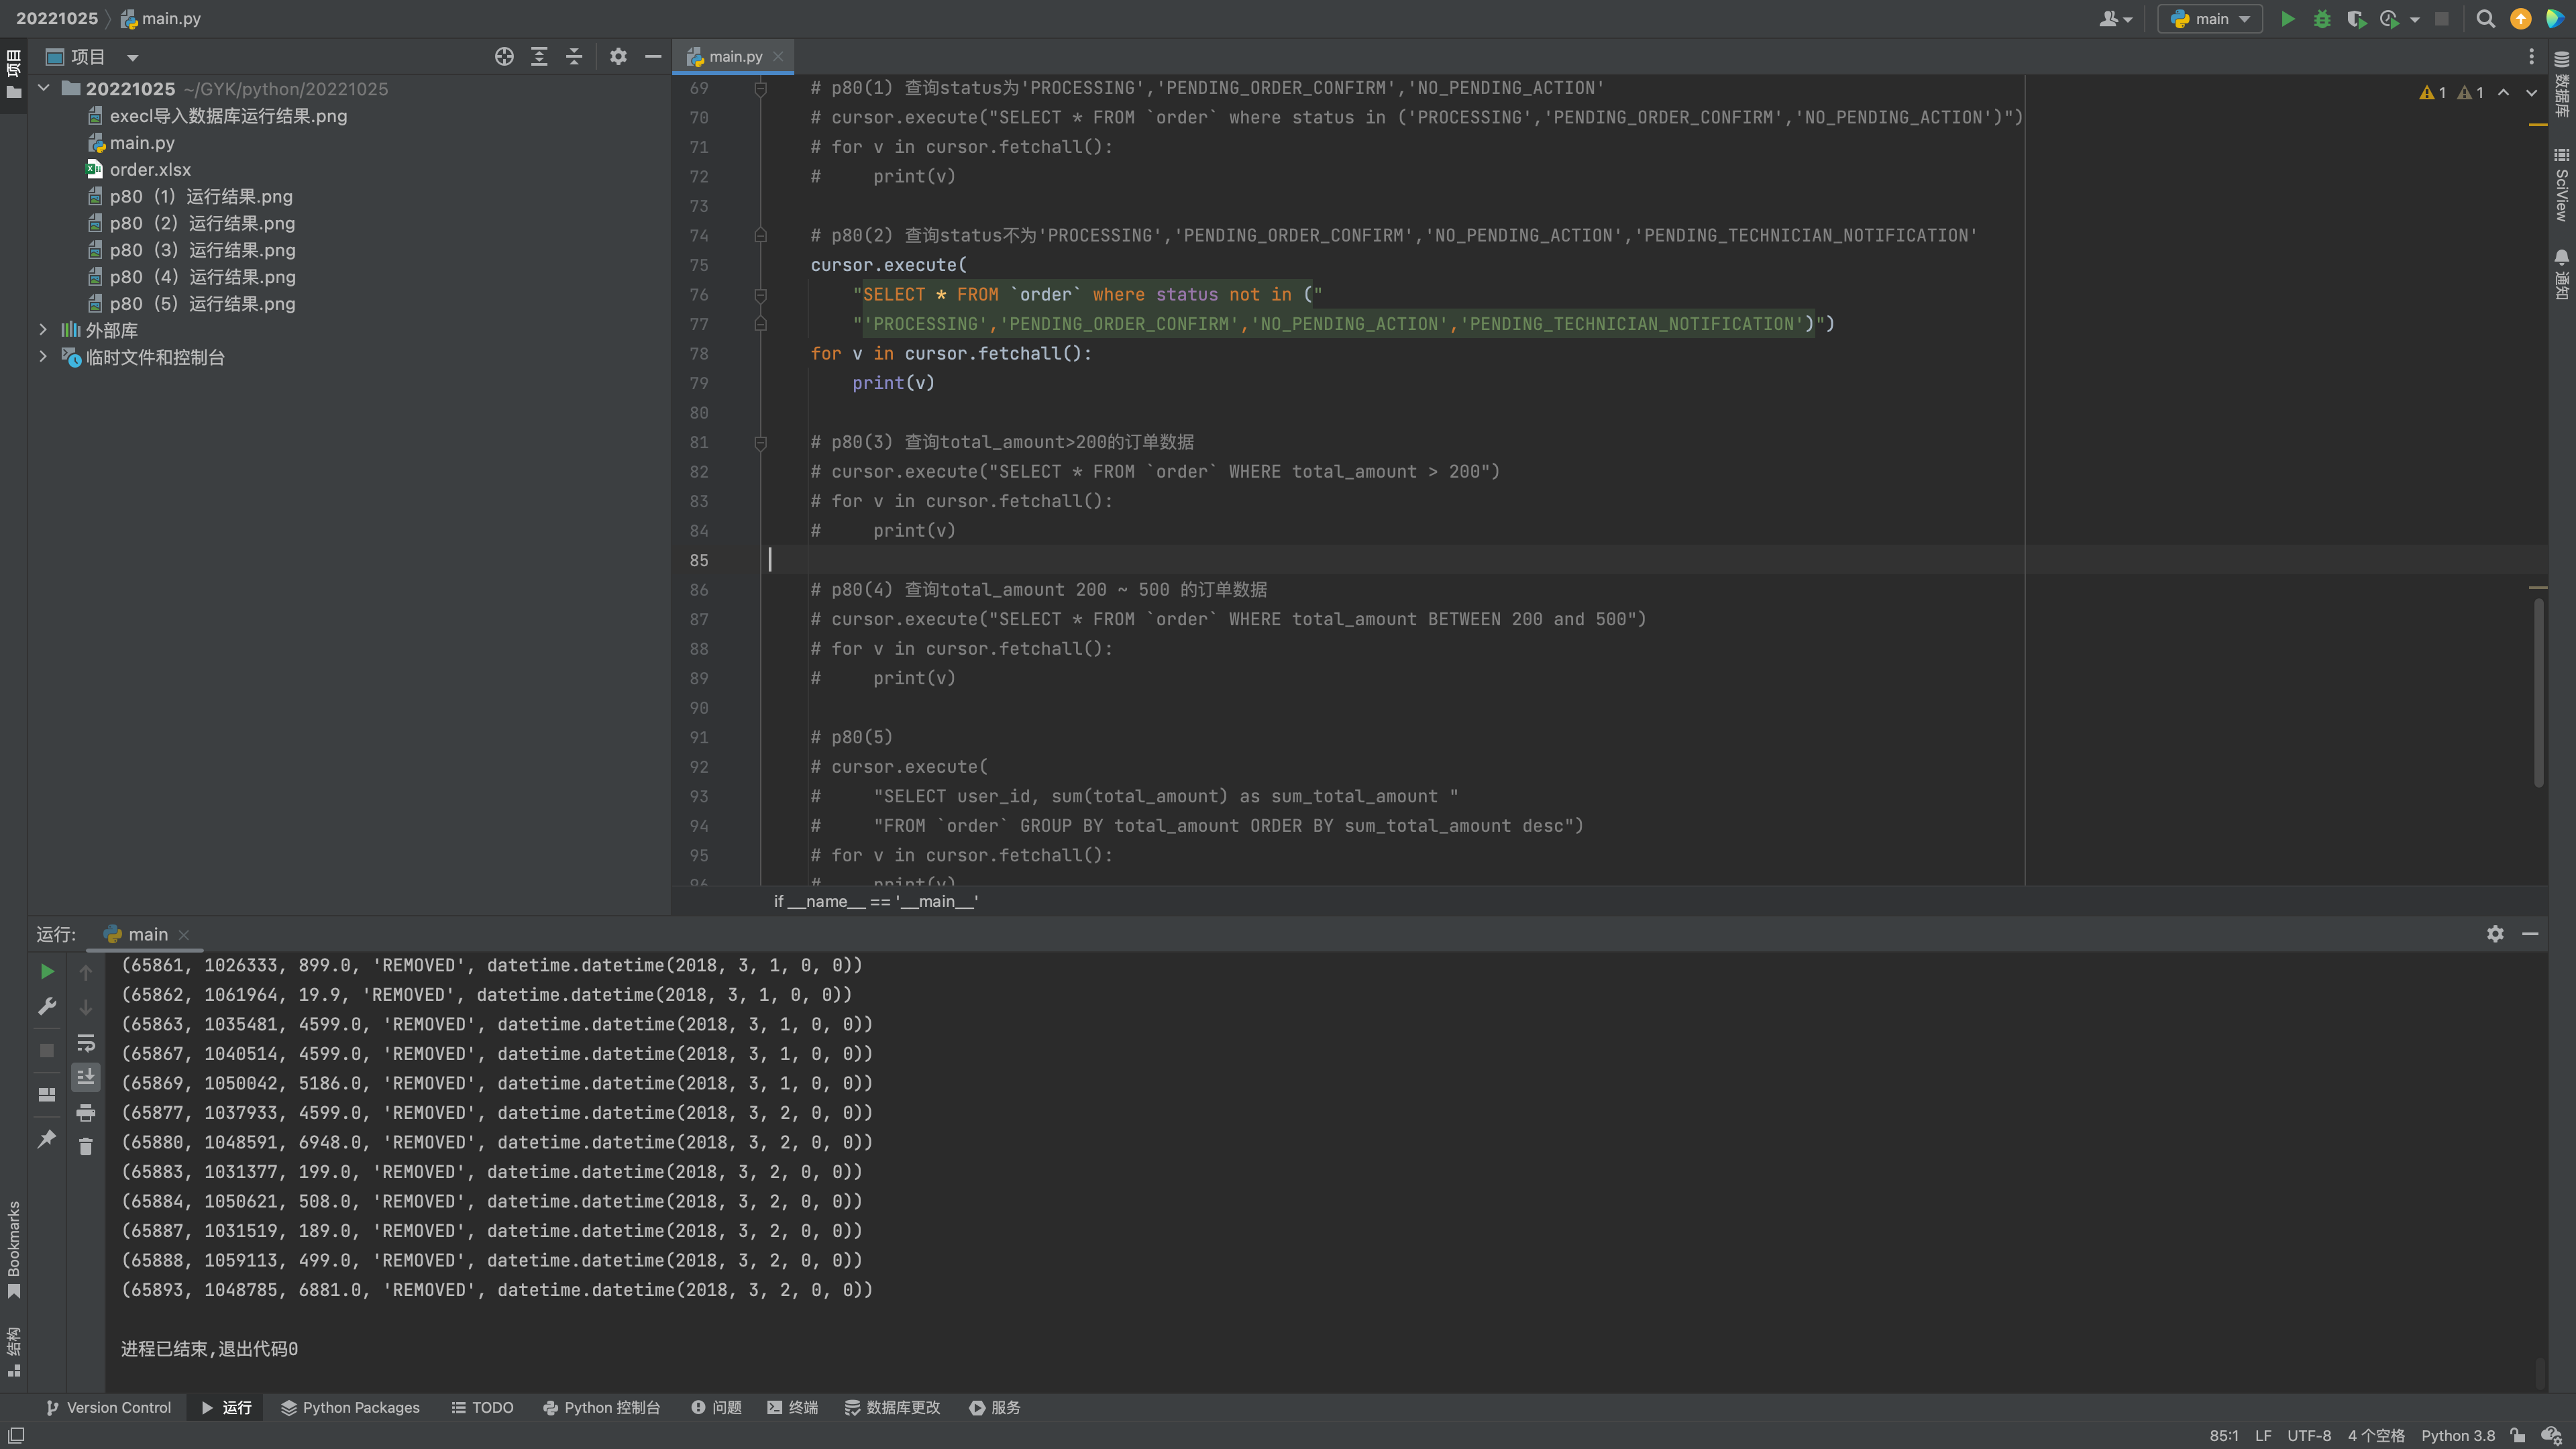 20221025 main.py
main
项目
main.py
20221025 ~/GYK/python/20221025
execl导入数据库运行结果.png
main.py
order.xlsx
p80（1）运行结果.png
p80（2）运行结果.png
p80（3）运行结果.png
p80（4）运行结果.png
p80（5）运行结果.png
外部库
临时文件和控制台
项目
Bookmarks
结构
1 1
69 # p80(1) 查询status为'PROCESSING','PENDING_ORDER_CONFIRM','NO_PENDING_ACTION'
70 # cursor.execute("SELECT * FROM `order` where status in ('PROCESSING','PENDING_ORDER_CONFIRM','NO_PENDING_ACTION')")
71 # for v in cursor.fetchall():
72 #     print(v)
73
74 # p80(2) 查询status不为'PROCESSING','PENDING_ORDER_CONFIRM','NO_PENDING_ACTION','PENDING_TECHNICIAN_NOTIFICATION'
75 cursor.execute(
76     "SELECT * FROM `order` where status not in ("
77     "'PROCESSING','PENDING_ORDER_CONFIRM','NO_PENDING_ACTION','PENDING_TECHNICIAN_NOTIFICATION')")
78 for v in cursor.fetchall():
79     print(v)
80
81 # p80(3) 查询total_amount>200的订单数据
82 # cursor.execute("SELECT * FROM `order` WHERE total_amount > 200")
83 # for v in cursor.fetchall():
84 #     print(v)
85
86 # p80(4) 查询total_amount 200 ~ 500 的订单数据
87 # cursor.execute("SELECT * FROM `order` WHERE total_amount BETWEEN 200 and 500")
88 # for v in cursor.fetchall():
89 #     print(v)
90
91 # p80(5)
92 # cursor.execute(
93 #     "SELECT user_id, sum(total_amount) as sum_total_amount "
94 #     "FROM `order` GROUP BY total_amount ORDER BY sum_total_amount desc")
95 # for v in cursor.fetchall():
96 #     print(v)
if __name__ == '__main__'
数据库
SciView
通知
运行: main
(65861, 1026333, 899.0, 'REMOVED', datetime.datetime(2018, 3, 1, 0, 0))
(65862, 1061964, 19.9, 'REMOVED', datetime.datetime(2018, 3, 1, 0, 0))
(65863, 1035481, 4599.0, 'REMOVED', datetime.datetime(2018, 3, 1, 0, 0))
(65867, 1040514, 4599.0, 'REMOVED', datetime.datetime(2018, 3, 1, 0, 0))
(65869, 1050042, 5186.0, 'REMOVED', datetime.datetime(2018, 3, 1, 0, 0))
(65877, 1037933, 4599.0, 'REMOVED', datetime.datetime(2018, 3, 2, 0, 0))
(65880, 1048591, 6948.0, 'REMOVED', datetime.datetime(2018, 3, 2, 0, 0))
(65883, 1031377, 199.0, 'REMOVED', datetime.datetime(2018, 3, 2, 0, 0))
(65884, 1050621, 508.0, 'REMOVED', datetime.datetime(2018, 3, 2, 0, 0))
(65887, 1031519, 189.0, 'REMOVED', datetime.datetime(2018, 3, 2, 0, 0))
(65888, 1059113, 499.0, 'REMOVED', datetime.datetime(2018, 3, 2, 0, 0))
(65893, 1048785, 6881.0, 'REMOVED', datetime.datetime(2018, 3, 2, 0, 0))
进程已结束,退出代码0
Version Control 运行 Python Packages TODO Python 控制台 问题 终端 数据库更改 服务
85:1 LF UTF-8 4 个空格 Python 3.8